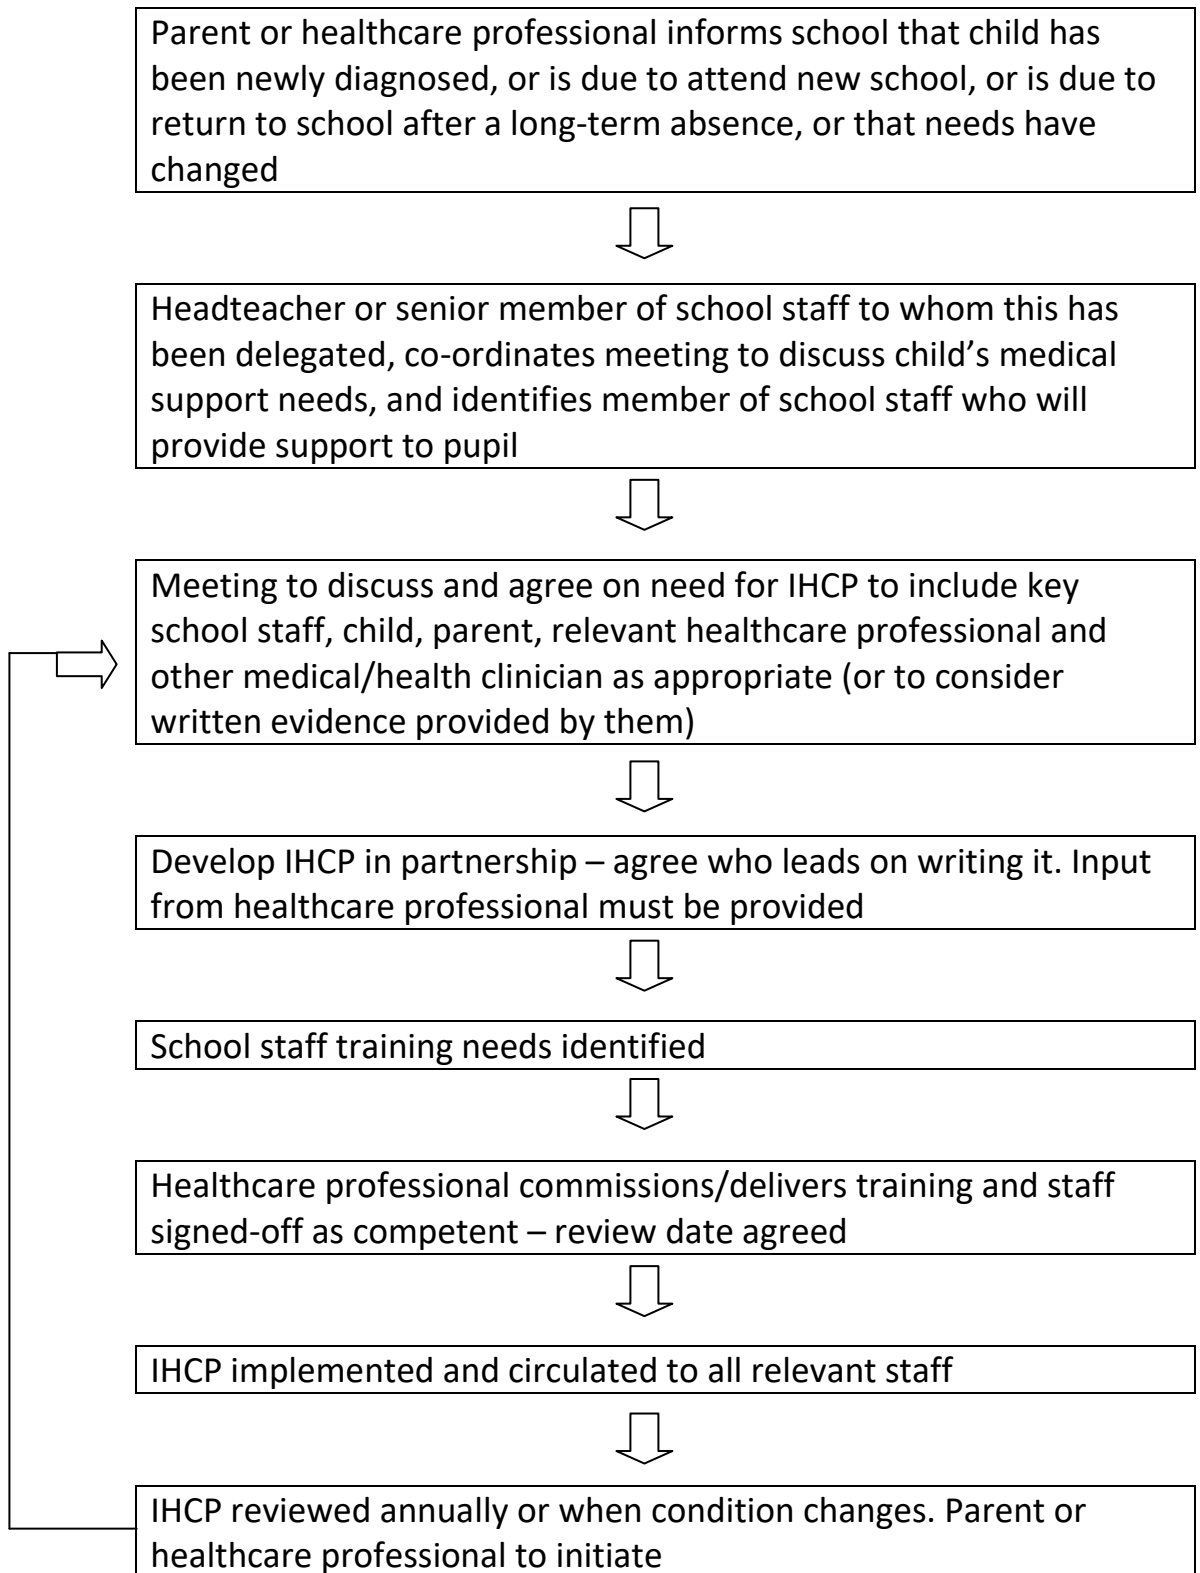 Parent or healthcare professional informs school that child has
been newly diagnosed, or is due to attend new school, or is due to
return to school after a long-term absence, or that needs have
changed
Headteacher or senior member of school staff to whom this has
been delegated, co-ordinates meeting to discuss child’s medical
support needs, and identifies member of school staff who will
provide support to pupil
Meeting to discuss and agree on need for IHCP to include key
school staff, child, parent, relevant healthcare professional and
other medical/health clinician as appropriate (or to consider
written evidence provided by them)
Develop IHCP in partnership – agree who leads on writing it. Input
from healthcare professional must be provided
School staff training needs identified
Healthcare professional commissions/delivers training and staff
signed-off as competent – review date agreed
IHCP implemented and circulated to all relevant staff
IHCP reviewed annually or when condition changes. Parent or
healthcare professional to initiate